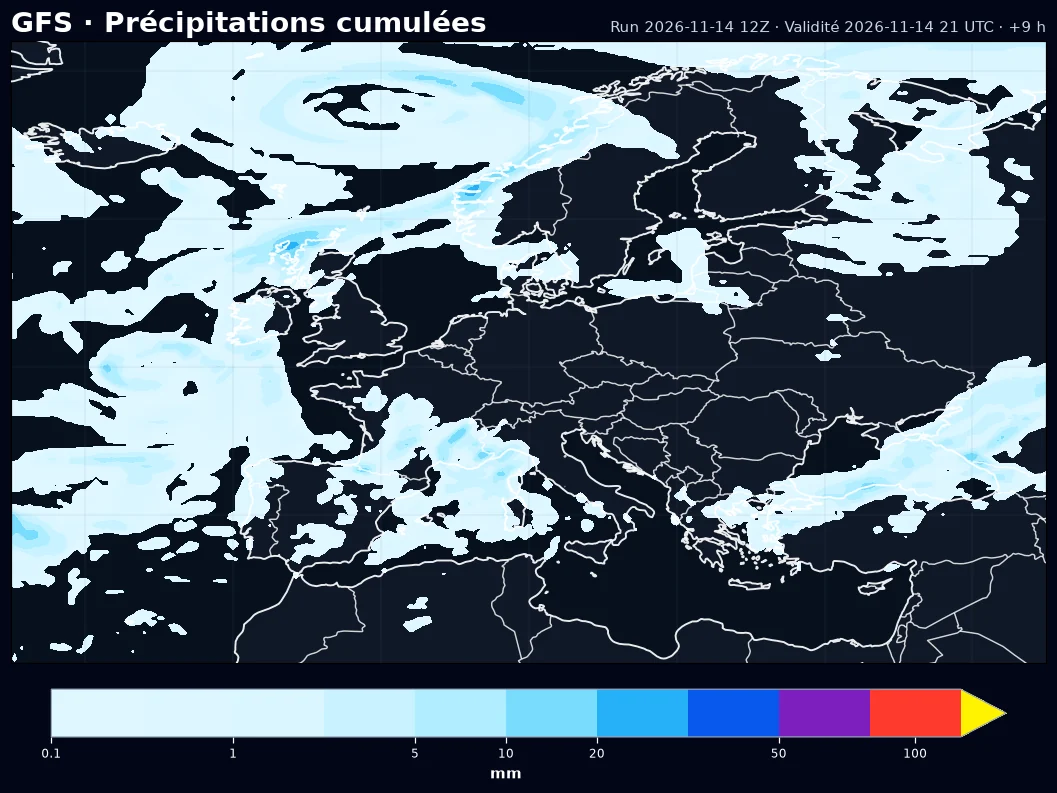 GFS · Précipitations cumulées
Run 2026-11-14 12Z · Validité 2026-11-14 21 UTC · +9 h
0.1 1 5 10 20 50 100
mm